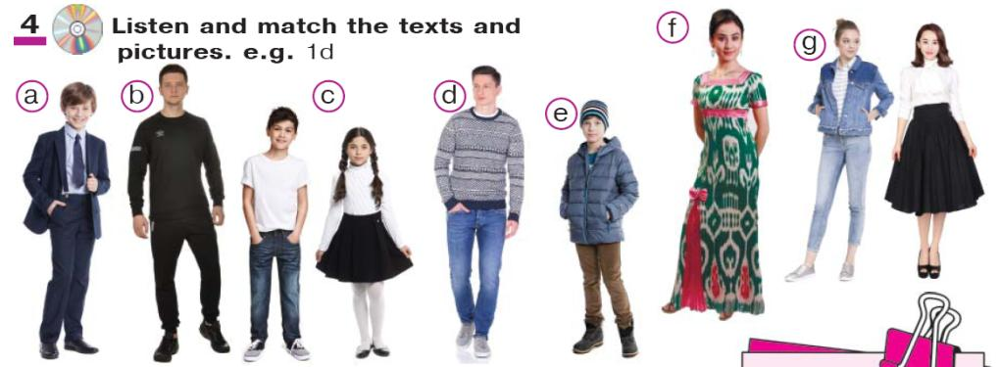 4 Listen and match the texts and
pictures. e.g. 1d
a b c d e f g